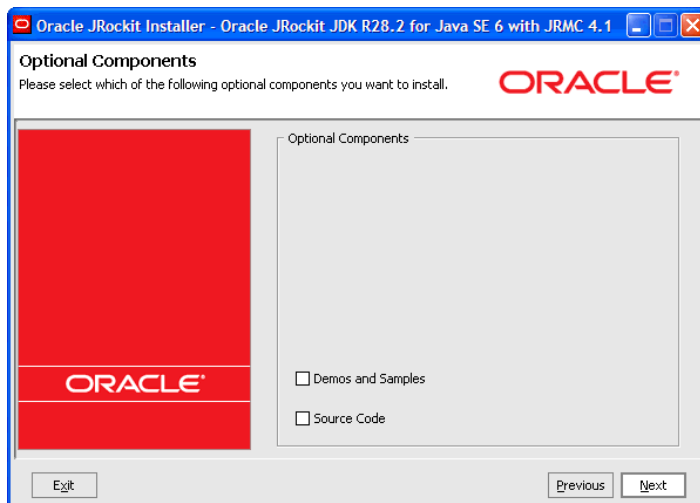 Oracle JRockit Installer - Oracle JRockit JDK R28.2 for Java SE 6 with JRMC 4.1
Optional Components
Please select which of the following optional components you want to install.
ORACLE
Optional Components
ORACLE
Demos and Samples
Source Code
Exit
Previous
Next